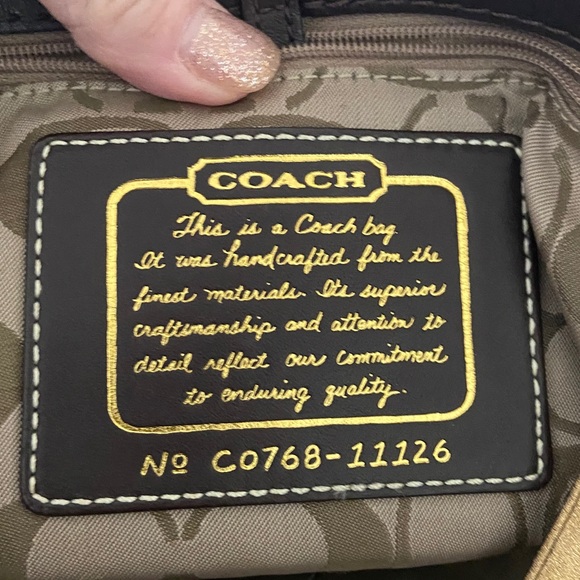 COACH
This is a Coach bag.
It was handcrafted from the
finest materials. Its superior
craftsmanship and attention to
detail reflect our commitment
to enduring quality.
Nº C0768-11126